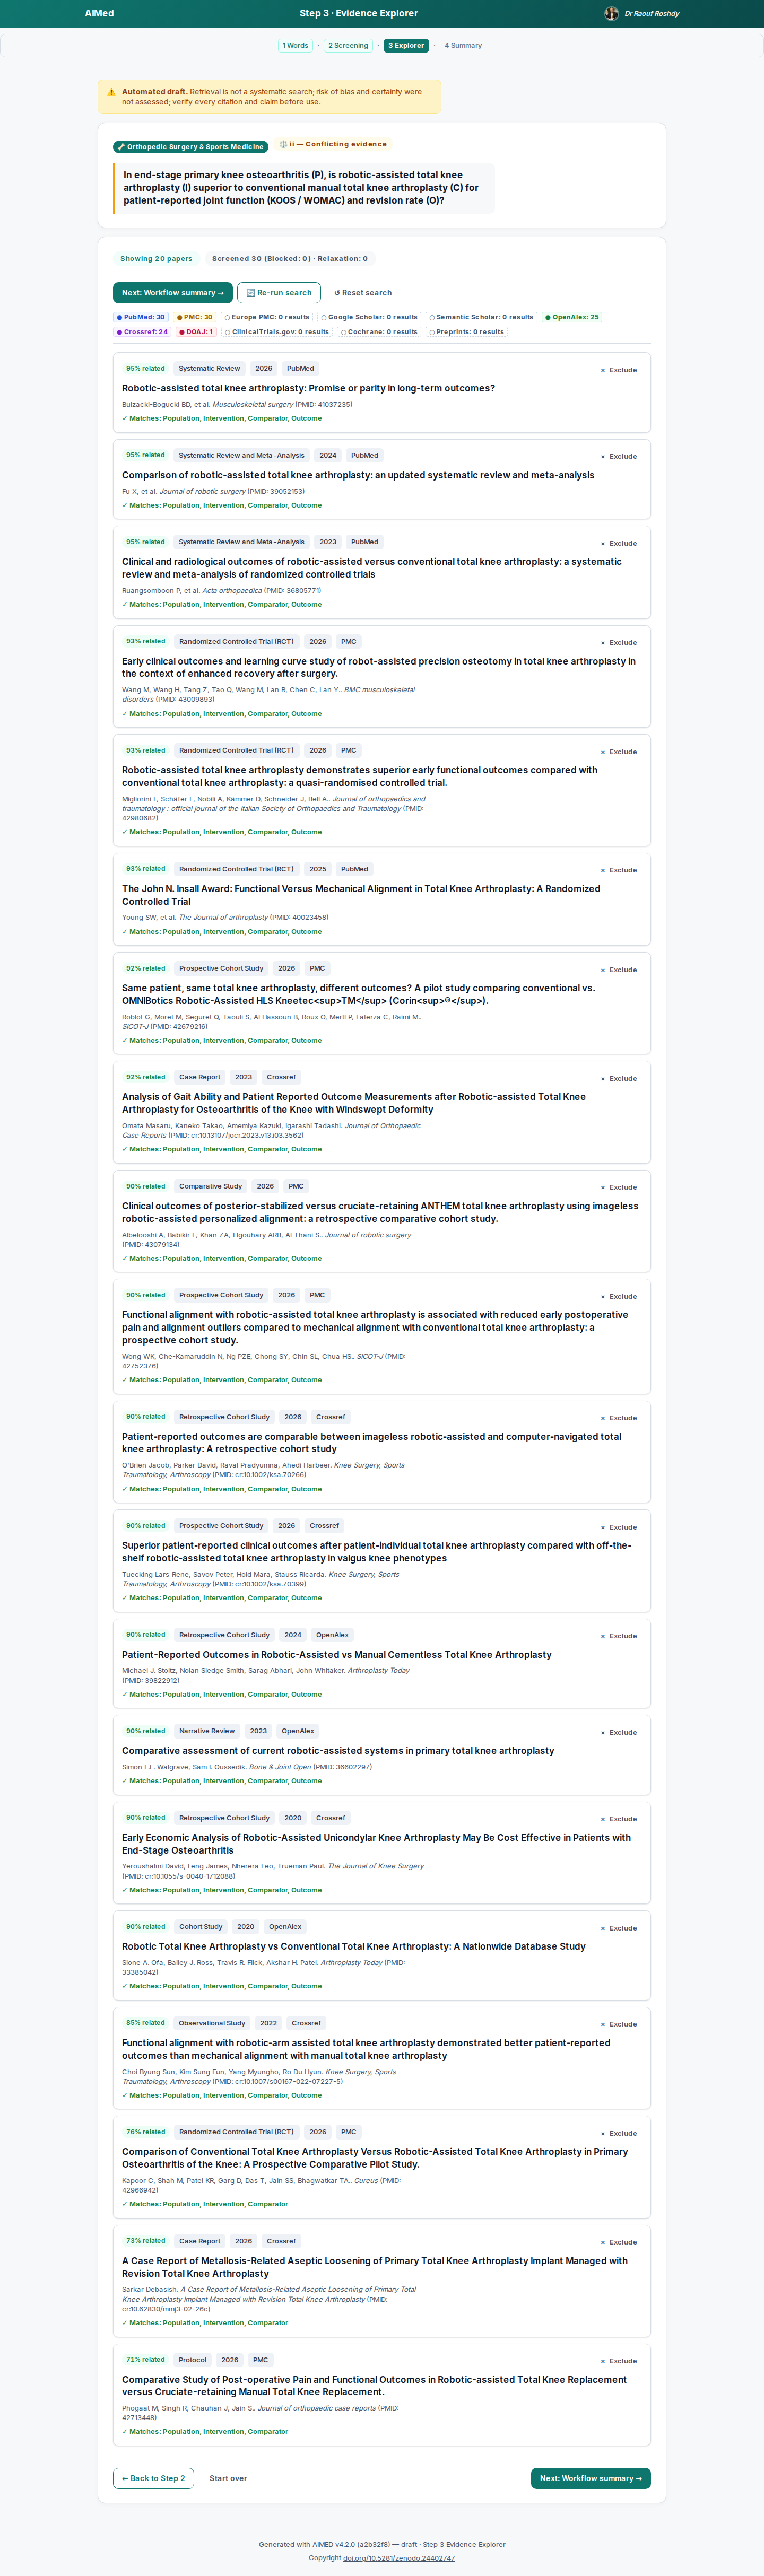 AIMed
Step 3 · Evidence Explorer
Dr Raouf Roshdy
1 Words · 2 Screening · 3 Explorer · 4 Summary
⚠️ Automated draft. Retrieval is not a systematic search; risk of bias and certainty were
not assessed; verify every citation and claim before use.
🦴 Orthopedic Surgery & Sports Medicine
⚖️ II — Conflicting evidence
In end-stage primary knee osteoarthritis (P), is robotic-assisted total knee
arthroplasty (I) superior to conventional manual total knee arthroplasty (C) for
patient-reported joint function (KOOS / WOMAC) and revision rate (O)?
Showing 20 papers
Screened 30 (Blocked: 0) · Relaxation: 0
Next: Workflow summary →
🔄 Re-run search
↺ Reset search
PubMed: 30 PMC: 30 Europe PMC: 0 results Google Scholar: 0 results Semantic Scholar: 0 results OpenAlex: 25
Crossref: 24 DOAJ: 1 ClinicalTrials.gov: 0 results Cochrane: 0 results Preprints: 0 results
95% related Systematic Review 2026 PubMed × Exclude
Robotic-assisted total knee arthroplasty: Promise or parity in long-term outcomes?
Bulzacki-Bogucki BD, et al. Musculoskeletal surgery (PMID: 41037235)
✓ Matches: Population, Intervention, Comparator, Outcome
95% related Systematic Review and Meta-Analysis 2024 PubMed × Exclude
Comparison of robotic-assisted total knee arthroplasty: an updated systematic review and meta-analysis
Fu X, et al. Journal of robotic surgery (PMID: 39052153)
✓ Matches: Population, Intervention, Comparator, Outcome
95% related Systematic Review and Meta-Analysis 2023 PubMed × Exclude
Clinical and radiological outcomes of robotic-assisted versus conventional total knee arthroplasty: a systematic
review and meta-analysis of randomized controlled trials
Ruangsomboon P, et al. Acta orthopaedica (PMID: 36805771)
✓ Matches: Population, Intervention, Comparator, Outcome
93% related Randomized Controlled Trial (RCT) 2026 PMC × Exclude
Early clinical outcomes and learning curve study of robot-assisted precision osteotomy in total knee arthroplasty in
the context of enhanced recovery after surgery.
Wang M, Wang H, Tang Z, Tao Q, Wang M, Lan R, Chen C, Lan Y.. BMC musculoskeletal
disorders (PMID: 43009893)
✓ Matches: Population, Intervention, Comparator, Outcome
93% related Randomized Controlled Trial (RCT) 2026 PMC × Exclude
Robotic-assisted total knee arthroplasty demonstrates superior early functional outcomes compared with
conventional total knee arthroplasty: a quasi-randomised controlled trial.
Migliorini F, Schäfer L, Nobili A, Kämmer D, Schneider J, Bell A.. Journal of orthopaedics and
traumatology : official journal of the Italian Society of Orthopaedics and Traumatology (PMID:
42980682)
✓ Matches: Population, Intervention, Comparator, Outcome
93% related Randomized Controlled Trial (RCT) 2025 PubMed × Exclude
The John N. Insall Award: Functional Versus Mechanical Alignment in Total Knee Arthroplasty: A Randomized
Controlled Trial
Young SW, et al. The Journal of arthroplasty (PMID: 40023458)
✓ Matches: Population, Intervention, Comparator, Outcome
92% related Prospective Cohort Study 2026 PMC × Exclude
Same patient, same total knee arthroplasty, different outcomes? A pilot study comparing conventional vs.
OMNIBotics Robotic-Assisted HLS Kneetec<sup>TM</sup> (Corin<sup>®</sup>).
Roblot G, Moret M, Seguret Q, Taouli S, Al Hassoun B, Roux O, Mertl P, Laterza C, Raimi M..
SICOT-J (PMID: 42679216)
✓ Matches: Population, Intervention, Comparator, Outcome
92% related Case Report 2023 Crossref × Exclude
Analysis of Gait Ability and Patient Reported Outcome Measurements after Robotic-assisted Total Knee
Arthroplasty for Osteoarthritis of the Knee with Windswept Deformity
Omata Masaru, Kaneko Takao, Amemiya Kazuki, Igarashi Tadashi. Journal of Orthopaedic
Case Reports (PMID: cr:10.13107/jocr.2023.v13.i03.3562)
✓ Matches: Population, Intervention, Comparator, Outcome
90% related Comparative Study 2026 PMC × Exclude
Clinical outcomes of posterior-stabilized versus cruciate-retaining ANTHEM total knee arthroplasty using imageless
robotic-assisted personalized alignment: a retrospective comparative cohort study.
Albelooshi A, Babikir E, Khan ZA, Elgouhary ARB, Al Thani S.. Journal of robotic surgery
(PMID: 43079134)
✓ Matches: Population, Intervention, Comparator, Outcome
90% related Prospective Cohort Study 2026 PMC × Exclude
Functional alignment with robotic-assisted total knee arthroplasty is associated with reduced early postoperative
pain and alignment outliers compared to mechanical alignment with conventional total knee arthroplasty: a
prospective cohort study.
Wong WK, Che-Kamaruddin N, Ng PZE, Chong SY, Chin SL, Chua HS.. SICOT-J (PMID:
42752376)
✓ Matches: Population, Intervention, Comparator, Outcome
90% related Retrospective Cohort Study 2026 Crossref × Exclude
Patient-reported outcomes are comparable between imageless robotic-assisted and computer-navigated total
knee arthroplasty: A retrospective cohort study
O'Brien Jacob, Parker David, Raval Pradyumna, Ahedi Harbeer. Knee Surgery, Sports
Traumatology, Arthroscopy (PMID: cr:10.1002/ksa.70266)
✓ Matches: Population, Intervention, Comparator, Outcome
90% related Prospective Cohort Study 2026 Crossref × Exclude
Superior patient-reported clinical outcomes after patient-individual total knee arthroplasty compared with off-the-
shelf robotic-assisted total knee arthroplasty in valgus knee phenotypes
Tuecking Lars-Rene, Savov Peter, Hold Mara, Stauss Ricarda. Knee Surgery, Sports
Traumatology, Arthroscopy (PMID: cr:10.1002/ksa.70399)
✓ Matches: Population, Intervention, Comparator, Outcome
90% related Retrospective Cohort Study 2024 OpenAlex × Exclude
Patient-Reported Outcomes in Robotic-Assisted vs Manual Cementless Total Knee Arthroplasty
Michael J. Stoltz, Nolan Sledge Smith, Sarag Abhari, John Whitaker. Arthroplasty Today
(PMID: 39822912)
✓ Matches: Population, Intervention, Comparator, Outcome
90% related Narrative Review 2023 OpenAlex × Exclude
Comparative assessment of current robotic-assisted systems in primary total knee arthroplasty
Simon L.E. Walgrave, Sam I. Oussedik. Bone & Joint Open (PMID: 36602297)
✓ Matches: Population, Intervention, Comparator, Outcome
90% related Retrospective Cohort Study 2020 Crossref × Exclude
Early Economic Analysis of Robotic-Assisted Unicondylar Knee Arthroplasty May Be Cost Effective in Patients with
End-Stage Osteoarthritis
Yeroushalmi David, Feng James, Nherera Leo, Trueman Paul. The Journal of Knee Surgery
(PMID: cr:10.1055/s-0040-1712088)
✓ Matches: Population, Intervention, Comparator, Outcome
90% related Cohort Study 2020 OpenAlex × Exclude
Robotic Total Knee Arthroplasty vs Conventional Total Knee Arthroplasty: A Nationwide Database Study
Sione A. Ofa, Bailey J. Ross, Travis R. Flick, Akshar H. Patel. Arthroplasty Today (PMID:
33385042)
✓ Matches: Population, Intervention, Comparator, Outcome
85% related Observational Study 2022 Crossref × Exclude
Functional alignment with robotic-arm assisted total knee arthroplasty demonstrated better patient-reported
outcomes than mechanical alignment with manual total knee arthroplasty
Choi Byung Sun, Kim Sung Eun, Yang Myungho, Ro Du Hyun. Knee Surgery, Sports
Traumatology, Arthroscopy (PMID: cr:10.1007/s00167-022-07227-5)
✓ Matches: Population, Intervention, Comparator, Outcome
76% related Randomized Controlled Trial (RCT) 2026 PMC × Exclude
Comparison of Conventional Total Knee Arthroplasty Versus Robotic-Assisted Total Knee Arthroplasty in Primary
Osteoarthritis of the Knee: A Prospective Comparative Pilot Study.
Kapoor C, Shah M, Patel KR, Garg D, Das T, Jain SS, Bhagwatkar TA.. Cureus (PMID:
42966942)
✓ Matches: Population, Intervention, Comparator
73% related Case Report 2026 Crossref × Exclude
A Case Report of Metallosis-Related Aseptic Loosening of Primary Total Knee Arthroplasty Implant Managed with
Revision Total Knee Arthroplasty
Sarkar Debasish. A Case Report of Metallosis-Related Aseptic Loosening of Primary Total
Knee Arthroplasty Implant Managed with Revision Total Knee Arthroplasty (PMID:
cr:10.62830/mmj3-02-26c)
✓ Matches: Population, Intervention, Comparator
71% related Protocol 2026 PMC × Exclude
Comparative Study of Post-operative Pain and Functional Outcomes in Robotic-assisted Total Knee Replacement
versus Cruciate-retaining Manual Total Knee Replacement.
Phogaat M, Singh R, Chauhan J, Jain S.. Journal of orthopaedic case reports (PMID:
42713448)
✓ Matches: Population, Intervention, Comparator
← Back to Step 2
Start over
Next: Workflow summary →
Generated with AIMED v4.2.0 (a2b32f8) — draft · Step 3 Evidence Explorer
Copyright doi.org/10.5281/zenodo.24402747